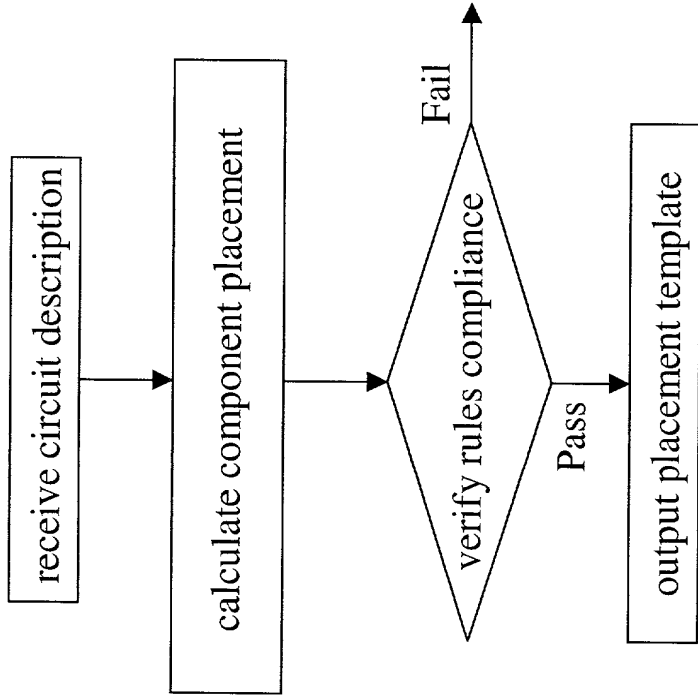 receive circuit description
calculate component placement
verify rules compliance
Fail
Pass
output placement template